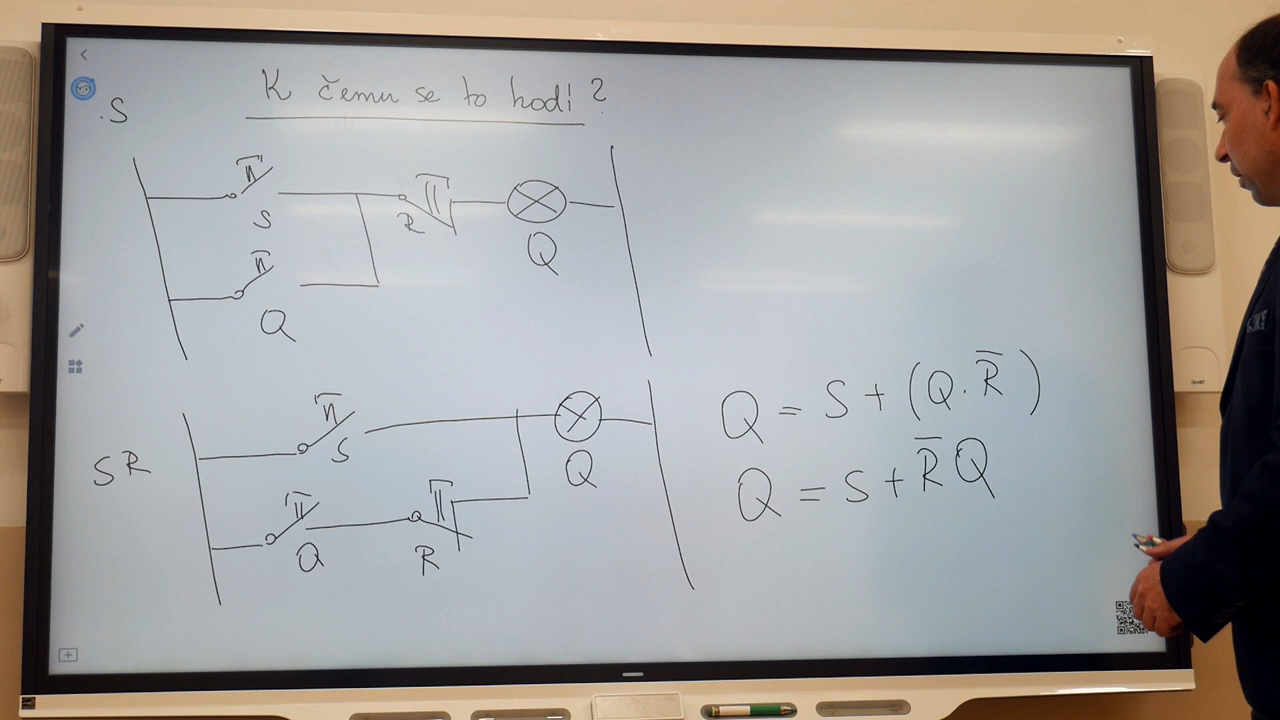 K čemu se to hodí ?
.S
S
R
Q
Q
S
Q
SR
Q
R
Q = S + (Q . R̅)
Q = S + R̅ Q